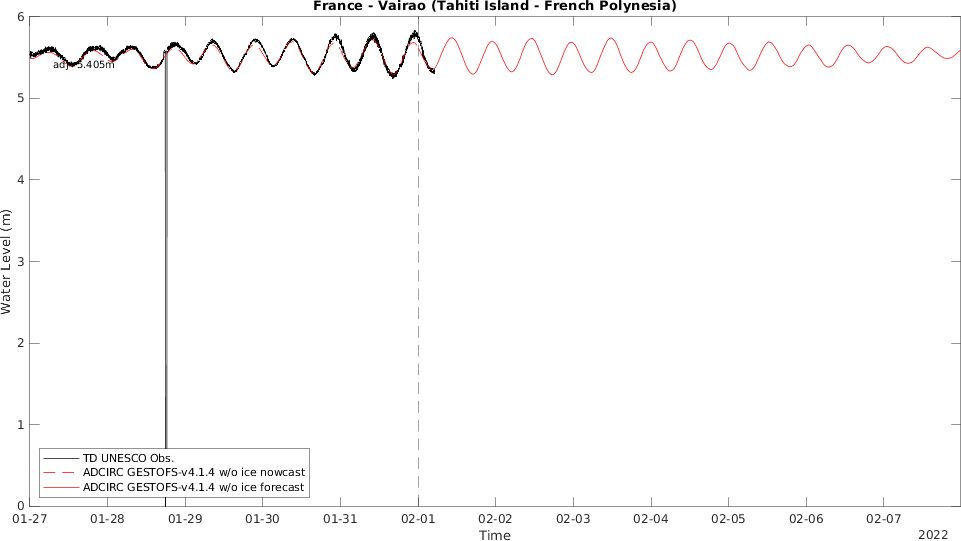 France - Vairao (Tahiti Island - French Polynesia)
6
5
4
3
2
1
0
Water Level (m)
adj=5.405m
TD UNESCO Obs.
ADCIRC GESTOFS-v4.1.4 w/o ice nowcast
ADCIRC GESTOFS-v4.1.4 w/o ice forecast
01-27 01-28 01-29 01-30 01-31 02-01 02-02 02-03 02-04 02-05 02-06 02-07
Time
2022